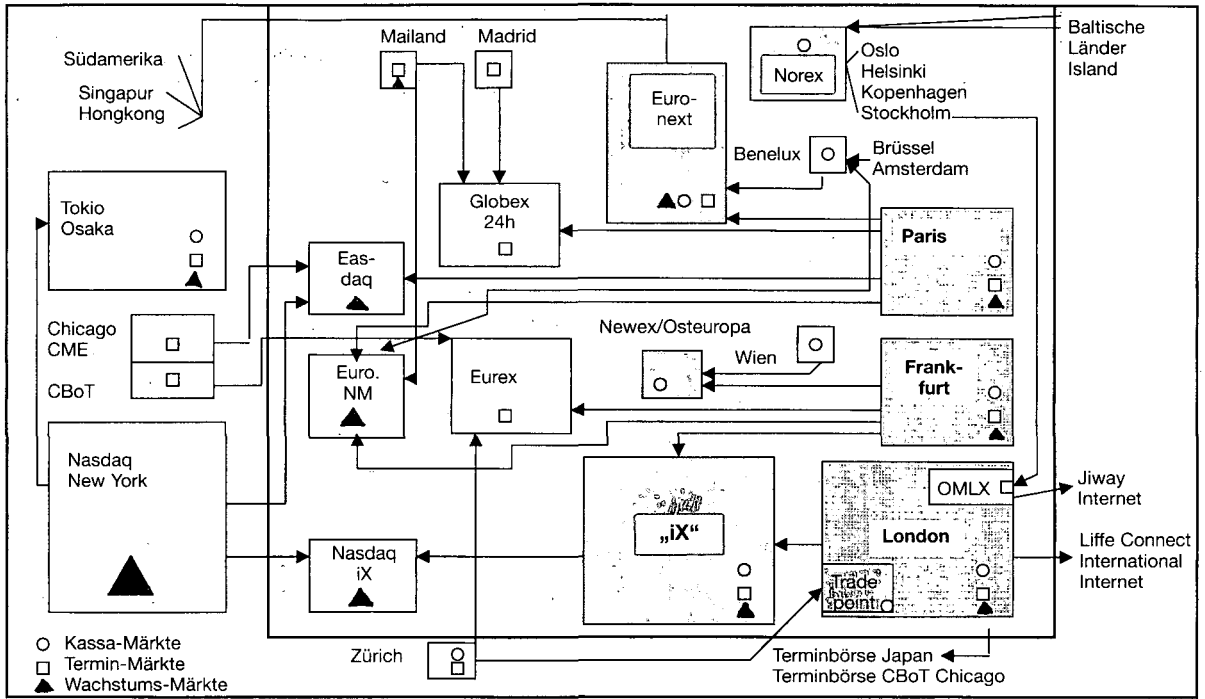 Südamerika
Singapur
Hongkong
Mailand
Madrid
Euro-
next
Norex
Oslo
Helsinki
Kopenhagen
Stockholm
Baltische
Länder
Island
Benelux
Brüssel
Amsterdam
Tokio
Osaka
Globex
24h
Paris
Eas-
daq
Chicago
CME
CBoT
Euro.
NM
Eurex
Newex/Osteuropa
Wien
Frank-
furt
Nasdaq
New York
„iX“
OMLX
London
Trade
point
Jiway
Internet
Liffe Connect
International
Internet
Nasdaq
iX
Zürich
Terminbörse Japan
Terminbörse CBoT Chicago
Kassa-Märkte
Termin-Märkte
Wachstums-Märkte